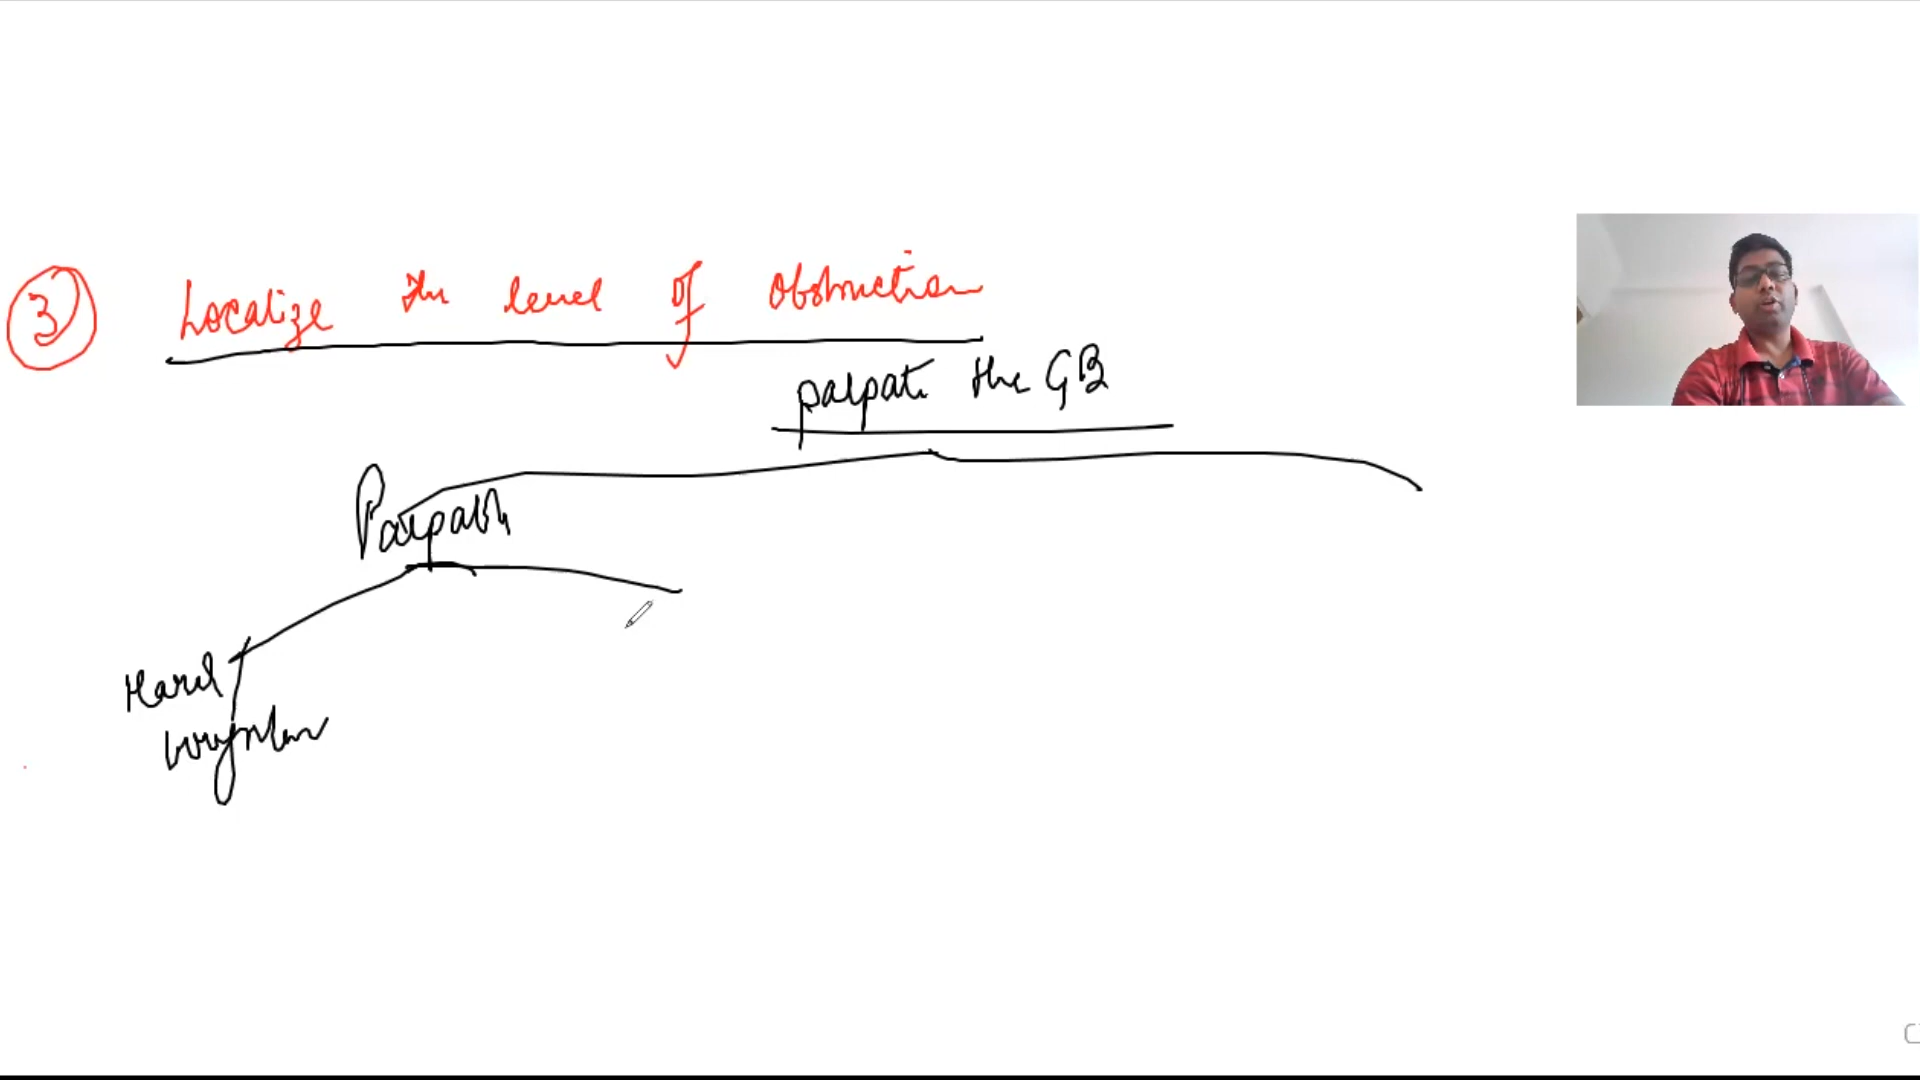 3 Localize the level of Obstruction
palpate the GB
Palpable
Hard
irregular